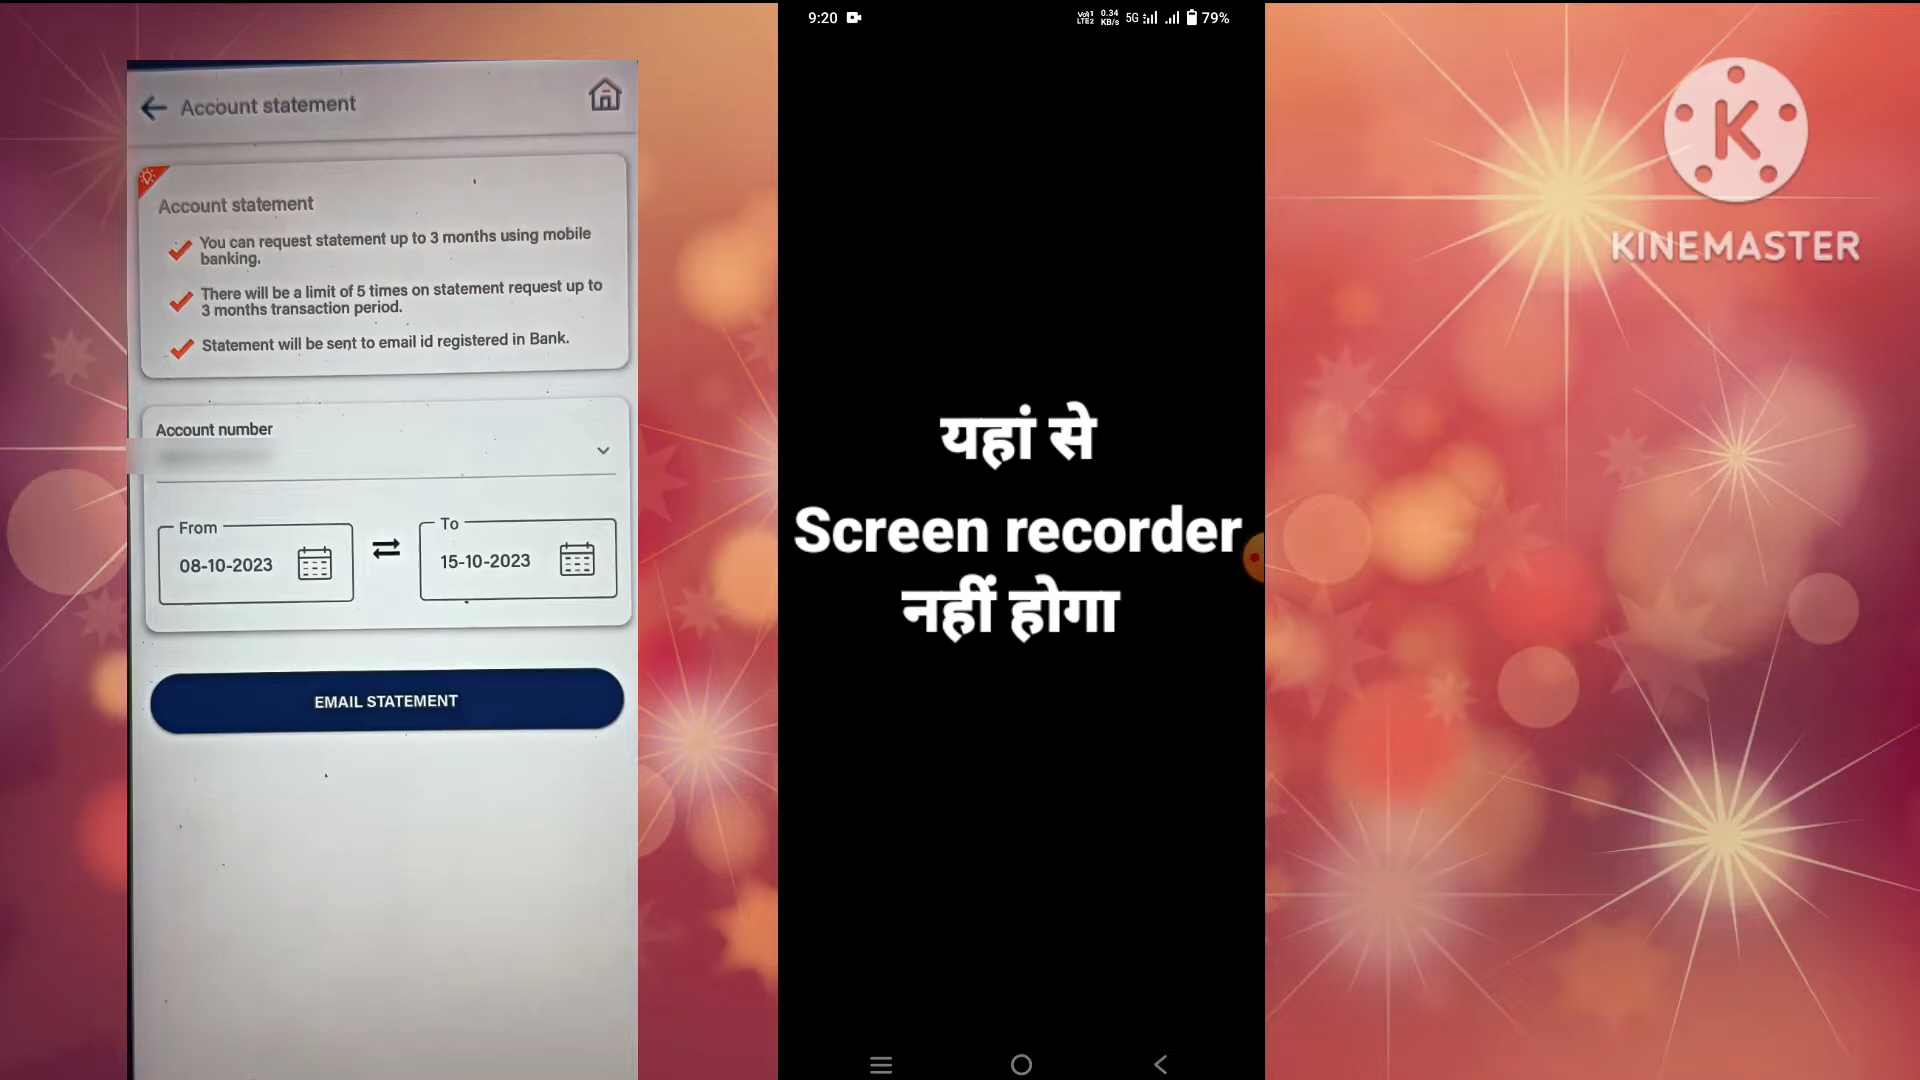 Account statement
Account statement
You can request statement up to 3 months using mobile
banking.
There will be a limit of 5 times on statement request up to
3 months transaction period.
Statement will be sent to email id registered in Bank.
Account number
From
08-10-2023
To
15-10-2023
EMAIL STATEMENT
9:20
0.34
KB/s
5G
79%
यहां से
Screen recorder
नहीं होगा
K
KINEMASTER